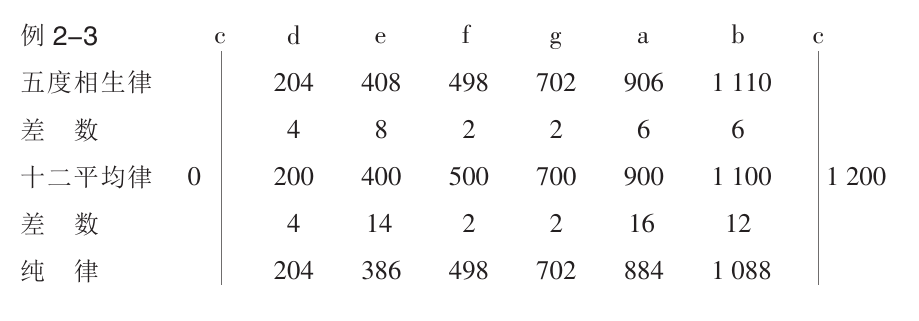 例 2–3 c d e f g a b c
五度相生律 204 408 498 702 906 1 110
差 数 4 8 2 2 6 6
十二平均律 0 200 400 500 700 900 1 100 1 200
差 数 4 14 2 2 16 12
纯 律 204 386 498 702 884 1 088